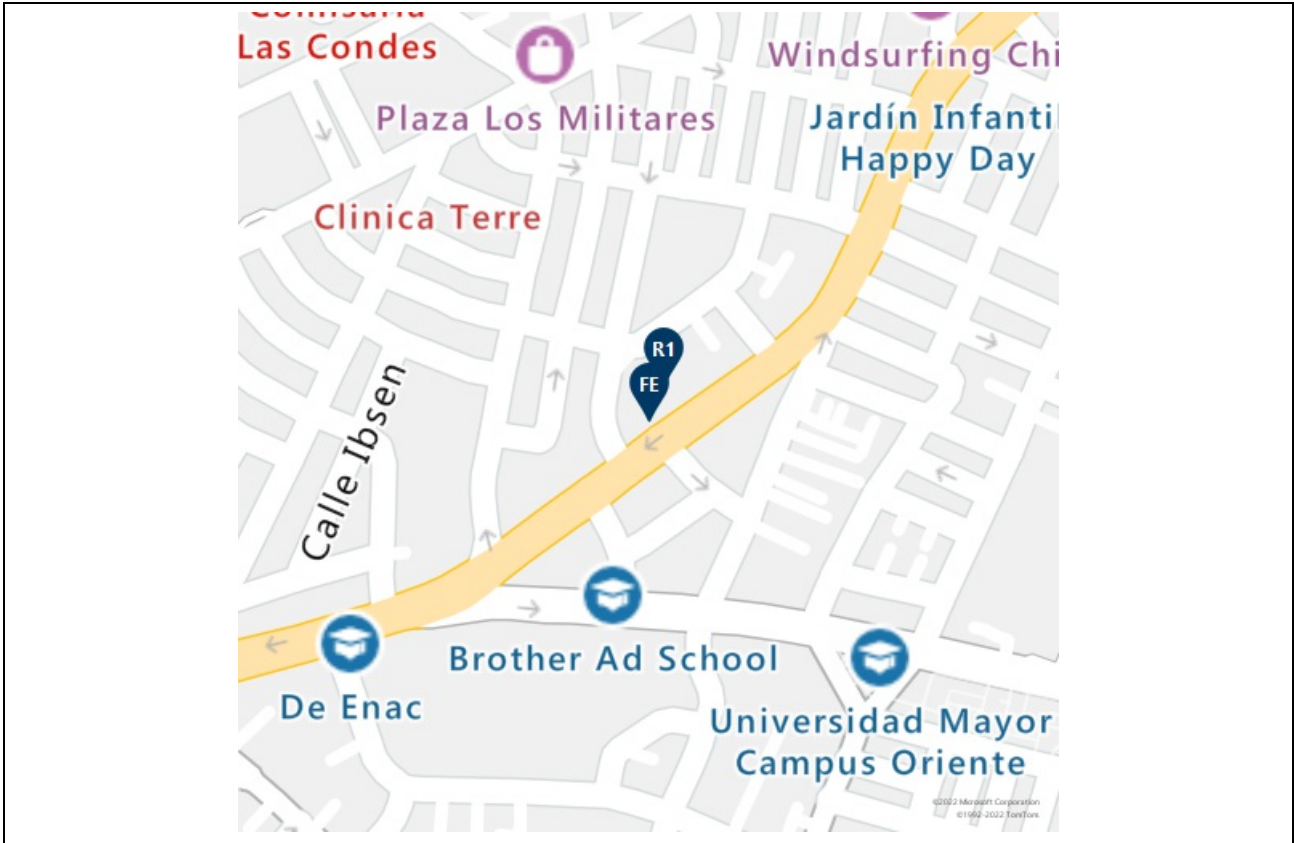 Comisaría
Las Condes
Windsurfing Chi
Plaza Los Militares
Jardín Infanti
Happy Day
Clinica Terre
R1
FE
Calle Ibsen
Brother Ad School
De Enac
Universidad Mayor
Campus Oriente
©2022 Microsoft Corporation
©1992-2022 TomTom